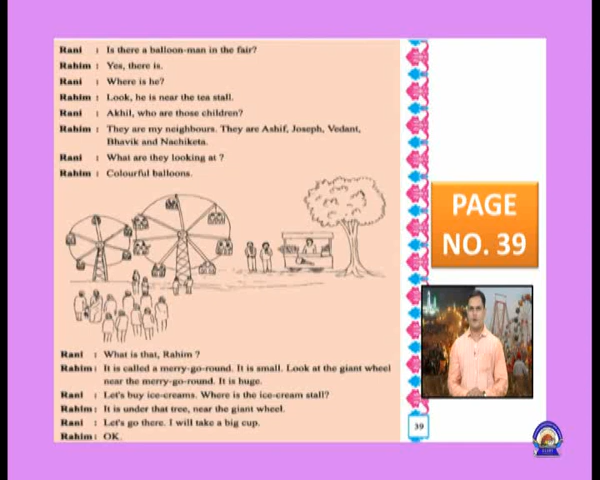 Rani : Is there a balloon-man in the fair?
Rahim : Yes, there is.
Rani : Where is he?
Rahim : Look, he is near the tea stall.
Rani : Akhil, who are those children?
Rahim : They are my neighbours. They are Ashif, Joseph, Vedant,
Bhavik and Nachiketa.
Rani : What are they looking at ?
Rahim : Colourful balloons.
Rani : What is that, Rahim ?
Rahim : It is called a merry-go-round. It is small. Look at the giant wheel
near the merry-go-round. It is huge.
Rani : Let's buy ice-creams. Where is the ice-cream stall?
Rahim : It is under that tree, near the giant wheel.
Rani : Let's go there. I will take a big cup.
Rahim : OK.
39
PAGE
NO. 39